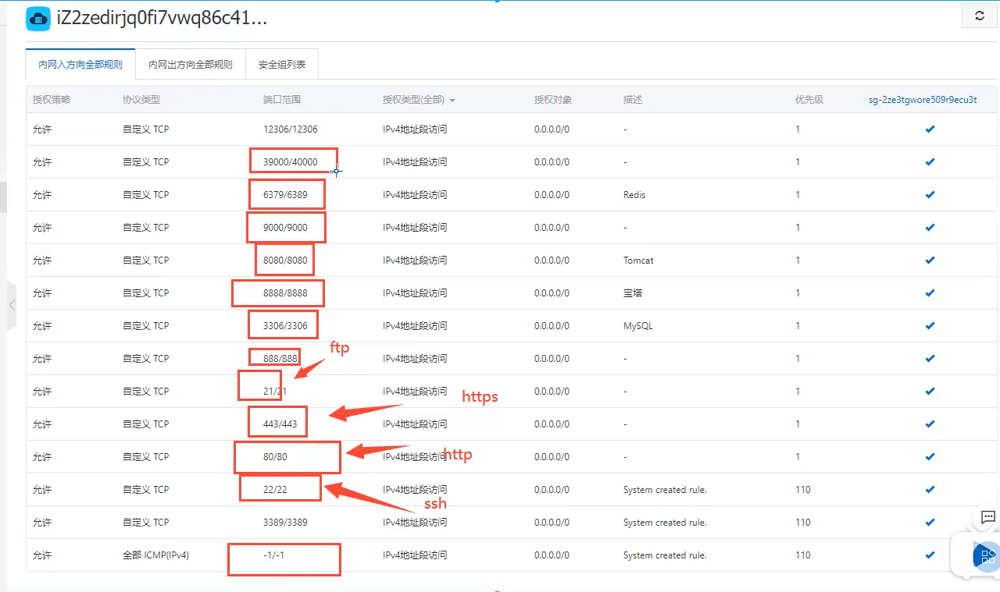 iZ2zedirjq0fi7vwq86c41...
内网入方向全部规则 内网出方向全部规则 安全组列表
授权策略 协议类型 端口范围 授权类型(全部) 授权对象 描述 优先级 sg-2ze3tgwore509r9ecu3t
允许 自定义 TCP 12306/12306 IPv4地址段访问 0.0.0.0/0 - 1
允许 自定义 TCP 39000/40000 IPv4地址段访问 0.0.0.0/0 - 1
允许 自定义 TCP 6379/6389 IPv4地址段访问 0.0.0.0/0 Redis 1
允许 自定义 TCP 9000/9000 IPv4地址段访问 0.0.0.0/0 - 1
允许 自定义 TCP 8080/8080 IPv4地址段访问 0.0.0.0/0 Tomcat 1
允许 自定义 TCP 8888/8888 IPv4地址段访问 0.0.0.0/0 宝塔 1
允许 自定义 TCP 3306/3306 IPv4地址段访问 0.0.0.0/0 MySQL 1
ftp
允许 自定义 TCP 888/888 IPv4地址段访问 0.0.0.0/0 - 1
允许 自定义 TCP 21/21 IPv4地址段访问 0.0.0.0/0 - 1
https
允许 自定义 TCP 443/443 IPv4地址段访问 0.0.0.0/0 - 1
允许 自定义 TCP 80/80 IPv4地址段访问 0.0.0.0/0 - 1
http
允许 自定义 TCP 22/22 IPv4地址段访问 0.0.0.0/0 System created rule. 110
ssh
允许 自定义 TCP 3389/3389 IPv4地址段访问 0.0.0.0/0 System created rule. 110
允许 全部 ICMP(IPv4) -1/-1 IPv4地址段访问 0.0.0.0/0 System created rule. 110